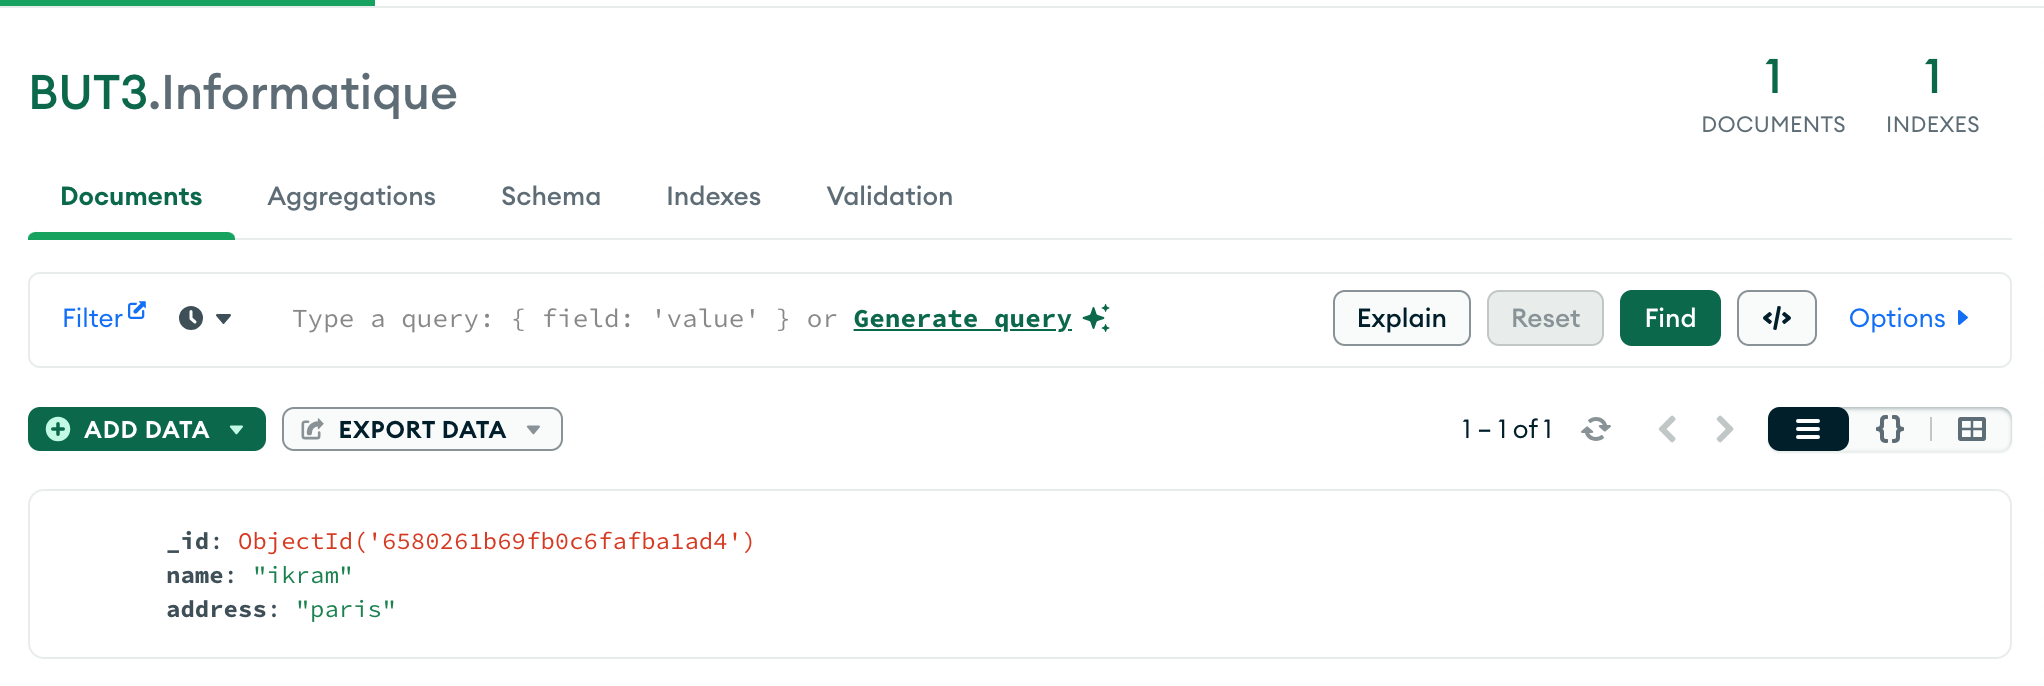 BUT3.Informatique
1 1
DOCUMENTS INDEXES
Documents Aggregations Schema Indexes Validation
Filter Type a query: { field: 'value' } or Generate query Explain Reset Find </> Options
ADD DATA EXPORT DATA 1 – 1 of 1 {}
_id: ObjectId('6580261b69fb0c6fafba1ad4')
name: "ikram"
address: "paris"